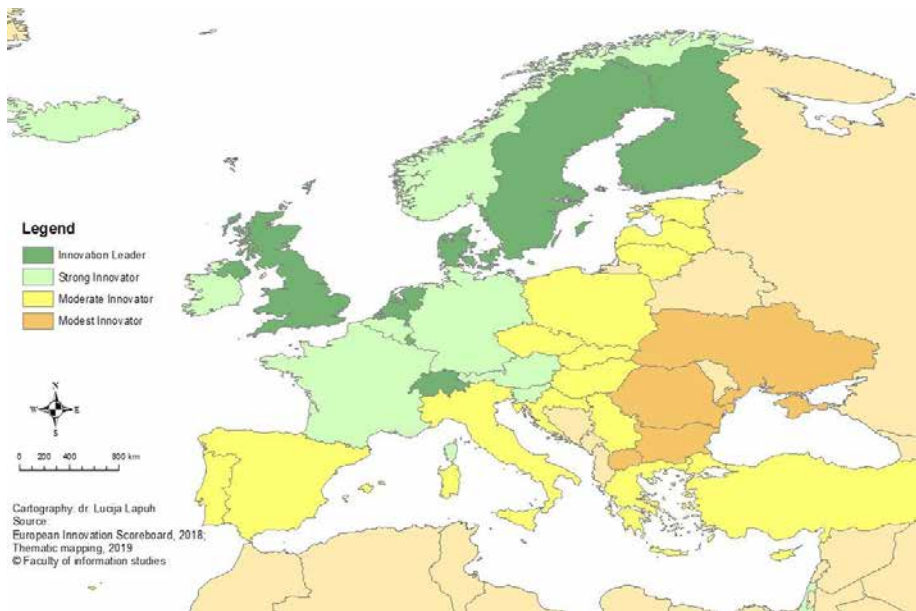 Legend
Innovation Leader
Strong Innovator
Moderate Innovator
Modest Innovator
N
W E
S
0 200 400 800 km
Cartography: dr. Lucija Lapuh
Source:
European Innovation Scoreboard, 2018;
Thematic mapping, 2019
© Faculty of information studies